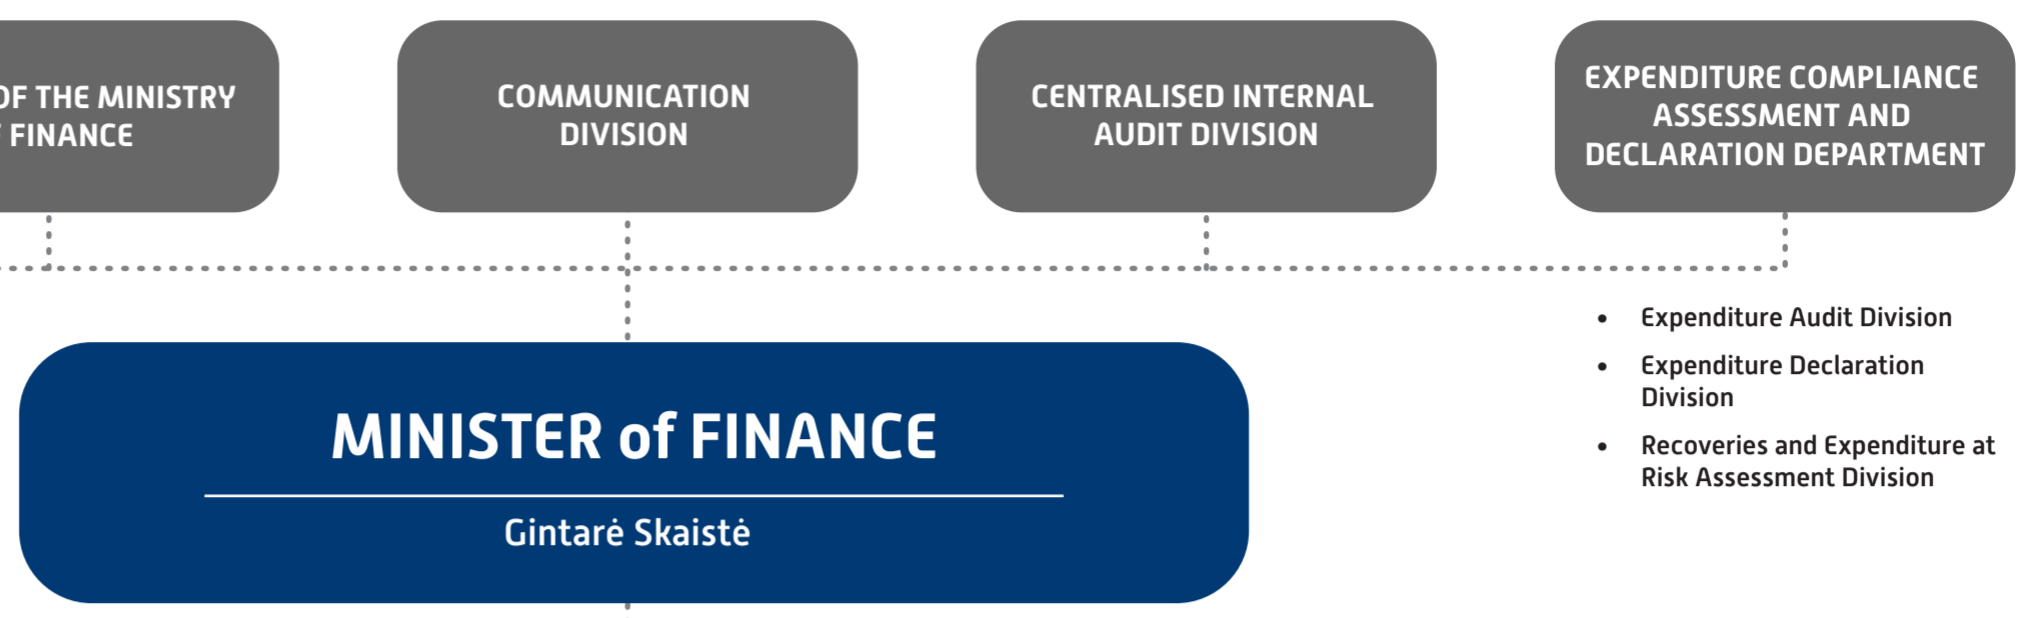 OF THE MINISTRY
FINANCE
COMMUNICATION
DIVISION
CENTRALISED INTERNAL
AUDIT DIVISION
EXPENDITURE COMPLIANCE
ASSESSMENT AND
DECLARATION DEPARTMENT
• Expenditure Audit Division
• Expenditure Declaration
Division
• Recoveries and Expenditure at
Risk Assessment Division
MINISTER of FINANCE
Gintarė Skaistė